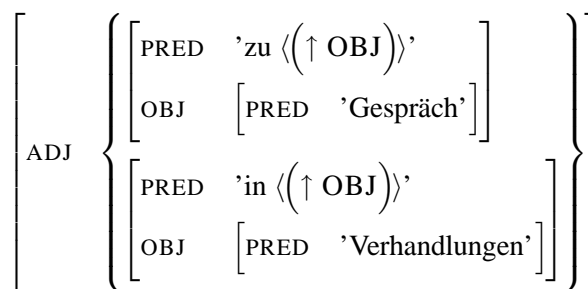 PRED ’zu ⟨(↑ OBJ)⟩’
OBJ [PRED ’Gespräch’]
ADJ
PRED ’in ⟨(↑ OBJ)⟩’
OBJ [PRED ’Verhandlungen’]